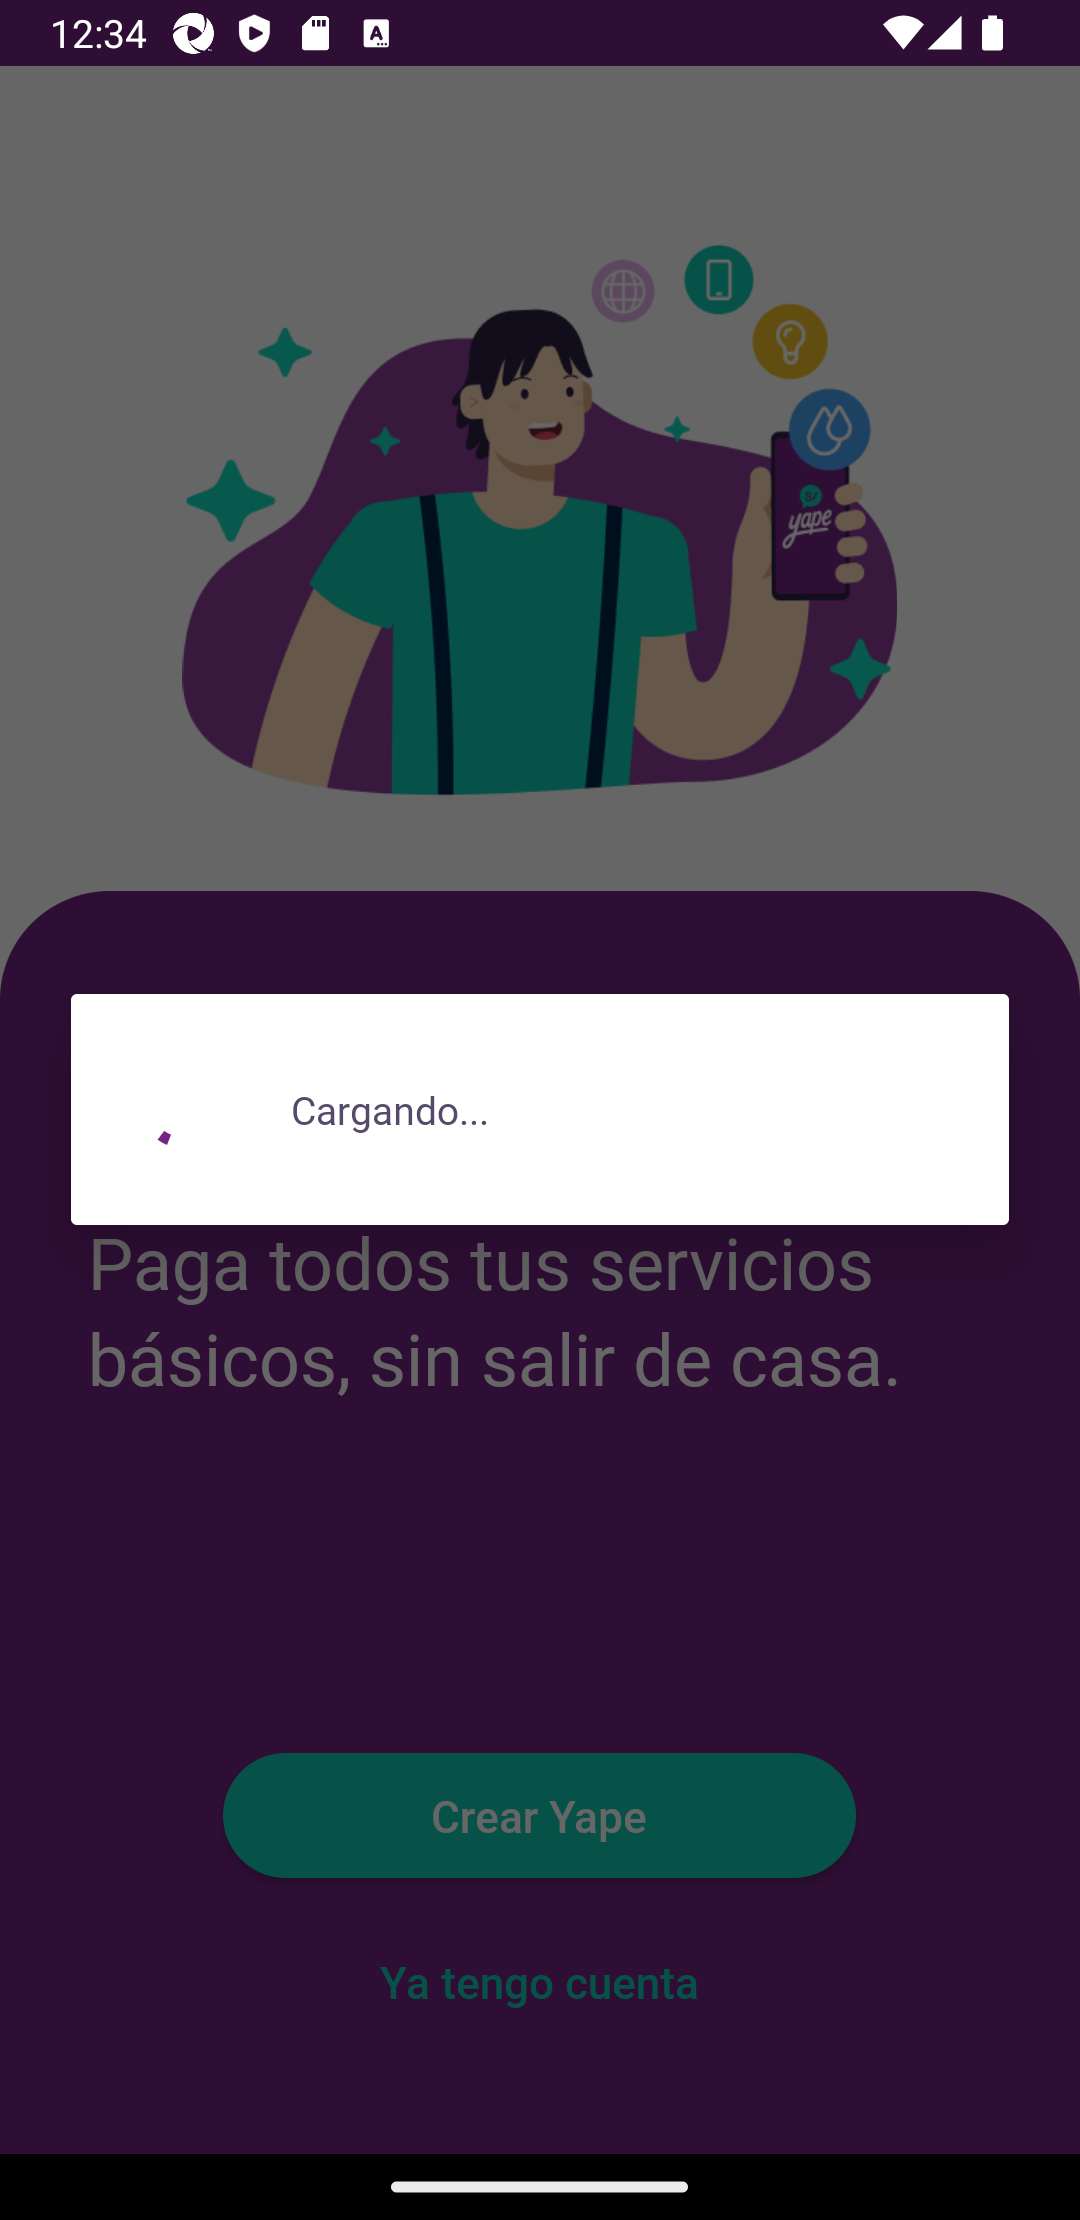 12:34
S/
yape
Cargando...
Paga todos tus servicios
básicos, sin salir de casa.
Crear Yape
Ya tengo cuenta